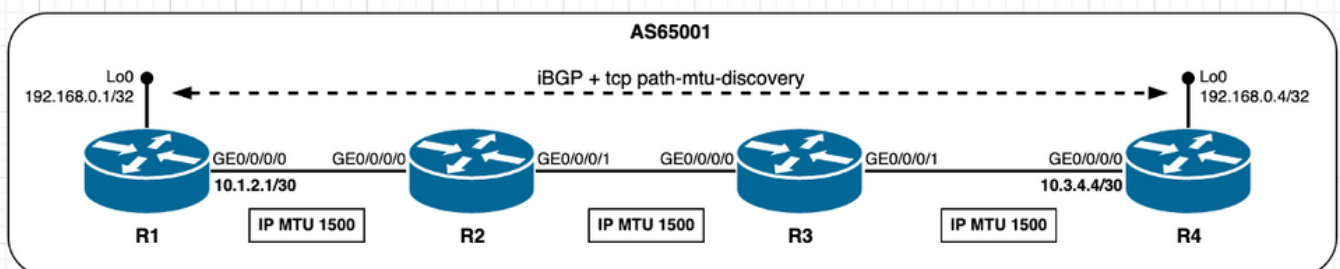 AS65001
iBGP + tcp path-mtu-discovery
Lo0
192.168.0.1/32
Lo0
192.168.0.4/32
GE0/0/0/0
GE0/0/0/0
GE0/0/0/1
GE0/0/0/0
GE0/0/0/1
GE0/0/0/0
10.1.2.1/30
10.3.4.4/30
IP MTU 1500
IP MTU 1500
IP MTU 1500
R1
R2
R3
R4